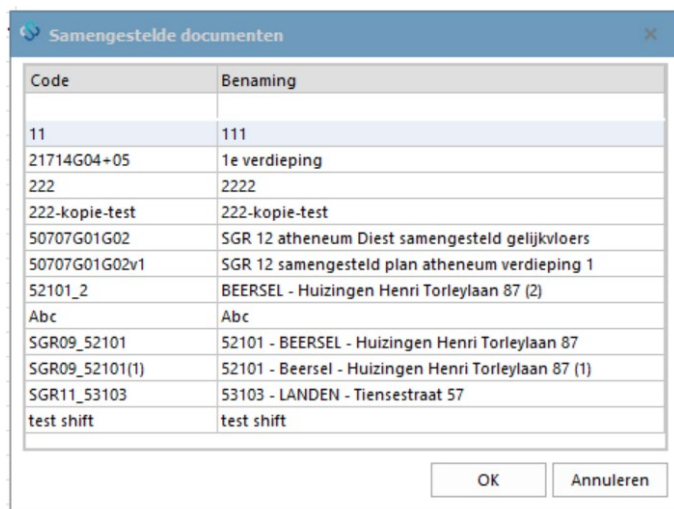 Samengestelde documenten
Code Benaming
11 111
21714G04+05 1e verdieping
222 2222
222-kopie-test 222-kopie-test
50707G01G02 SGR 12 atheneum Diest samengesteld gelijkvloers
50707G01G02v1 SGR 12 samengesteld plan atheneum verdieping 1
52101_2 BEERSEL - Huizingen Henri Torleylaan 87 (2)
Abc Abc
SGR09_52101 52101 - BEERSEL - Huizingen Henri Torleylaan 87
SGR09_52101(1) 52101 - Beersel - Huizingen Henri Torleylaan 87 (1)
SGR11_53103 53103 - LANDEN - Tiensestraat 57
test shift test shift
OK Annuleren